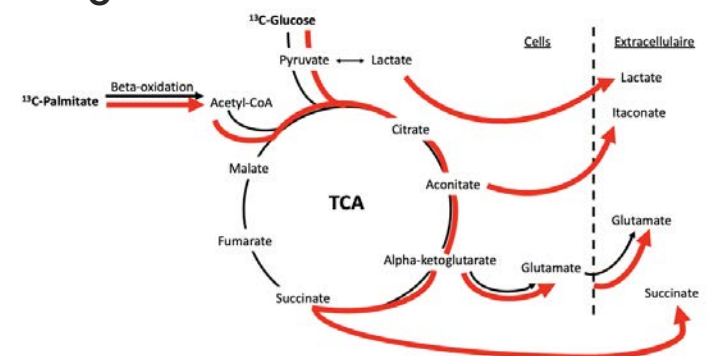 ¹³C-Glucose
Cells
Extracellulaire
Pyruvate
Lactate
Lactate
Beta-oxidation
¹³C-Palmitate
Acetyl-CoA
Itaconate
Citrate
Malate
Aconitate
TCA
Glutamate
Fumarate
Alpha-ketoglutarate
Glutamate
Succinate
Succinate